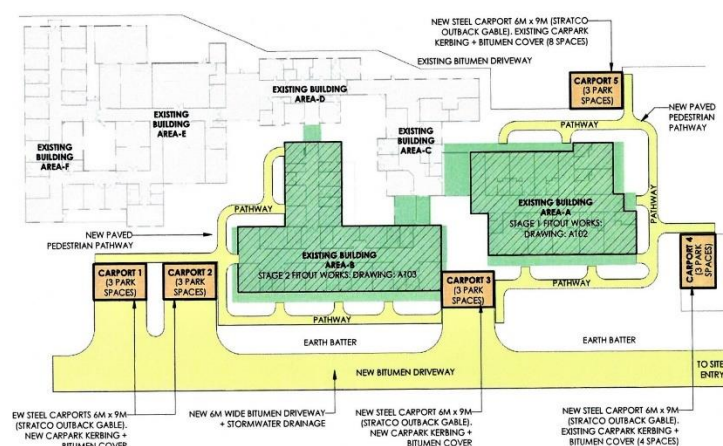 NEW STEEL CARPORT 6M x 9M
(STRATCO
OUTBACK GABLE).
EXISTING CARPARK
KERBING + BITUMEN
COVER (8 SPACES)
EXISTING BITUMEN DRIVEWAY
CARPORT 5
(3 PARK
SPACES)
NEW PAVED
PEDESTRIAN
PATHWAY
EXISTING
BUILDING
AREA-D
EXISTING
BUILDING
AREA-E
EXISTING
BUILDING
AREA-F
EXISTING
BUILDING
AREA-C
PATHWAY
PATHWAY
PATHWAY
EXISTING BUILDING
AREA-A
STAGE 1 FITOUT WORKS:
DRAWING: A102
NEW PAVED
PEDESTRIAN PATHWAY
EXISTING BUILDING
AREA-B
STAGE 2 FITOUT WORKS: DRAWING: A103
CARPORT 1
(3 PARK
SPACES)
CARPORT 2
(3 PARK
SPACES)
CARPORT 3
(3 PARK
SPACES)
CARPORT 4
(3 PARK
SPACES)
PATHWAY
PATHWAY
EARTH BATTER
EARTH BATTER
NEW BITUMEN DRIVEWAY
TO SITE
ENTRY
EW STEEL CARPORTS 6M x 9M
(STRATCO OUTBACK GABLE).
NEW CARPARK KERBING +
BITUMEN COVER
NEW 6M WIDE BITUMEN DRIVEWAY
+ STORMWATER DRAINAGE
NEW STEEL CARPORT 6M x 9M
(STRATCO OUTBACK GABLE).
NEW CARPARK KERBING +
BITUMEN COVER
NEW STEEL CARPORT 6M x 9M
(STRATCO OUTBACK GABLE).
EXISTING CARPARK KERBING +
BITUMEN COVER (4 SPACES)